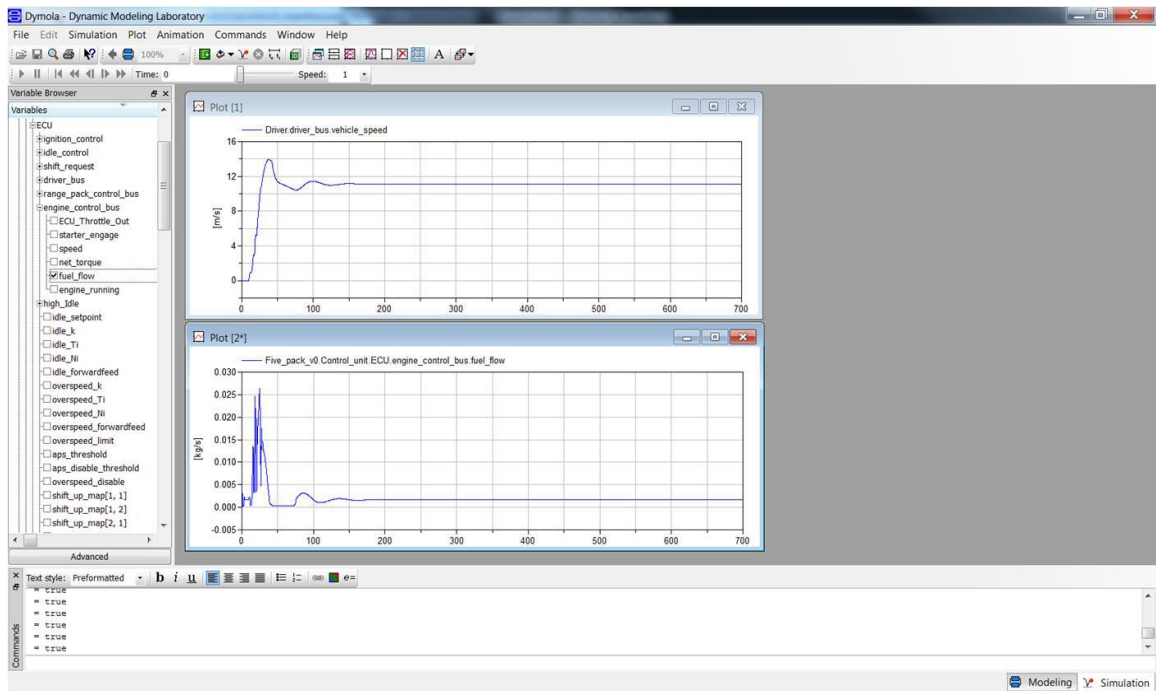 Dymola - Dynamic Modeling Laboratory
File Edit Simulation Plot Animation Commands Window Help
100%
A
Time: 0 Speed: 1
Variable Browser
Variables
ECU
ignition_control
idle_control
shift_request
driver_bus
range_pack_control_bus
engine_control_bus
ECU_Throttle_Out
starter_engage
speed
net_torque
fuel_flow
engine_running
high_Idle
idle_setpoint
idle_k
idle_Ti
idle_Ni
idle_forwardfeed
overspeed_k
overspeed_Ti
overspeed_Ni
overspeed_forwardfeed
overspeed_limit
aps_threshold
aps_disable_threshold
overspeed_disable
shift_up_map[1, 1]
shift_up_map[1, 2]
shift_up_map[2, 1]
Advanced
Plot [1]
Driver.driver_bus.vehicle_speed
16
12
8
4
0
[m/s]
0 100 200 300 400 500 600 700
Plot [2*]
Five_pack_v0.Control_unit.ECU.engine_control_bus.fuel_flow
0.030
0.025
0.020
0.015
0.010
0.005
0.000
-0.005
[kg/s]
0 100 200 300 400 500 600 700
Text style: Preformatted b i u e=
= true
= true
= true
= true
= true
= true
Commands
Modeling Simulation